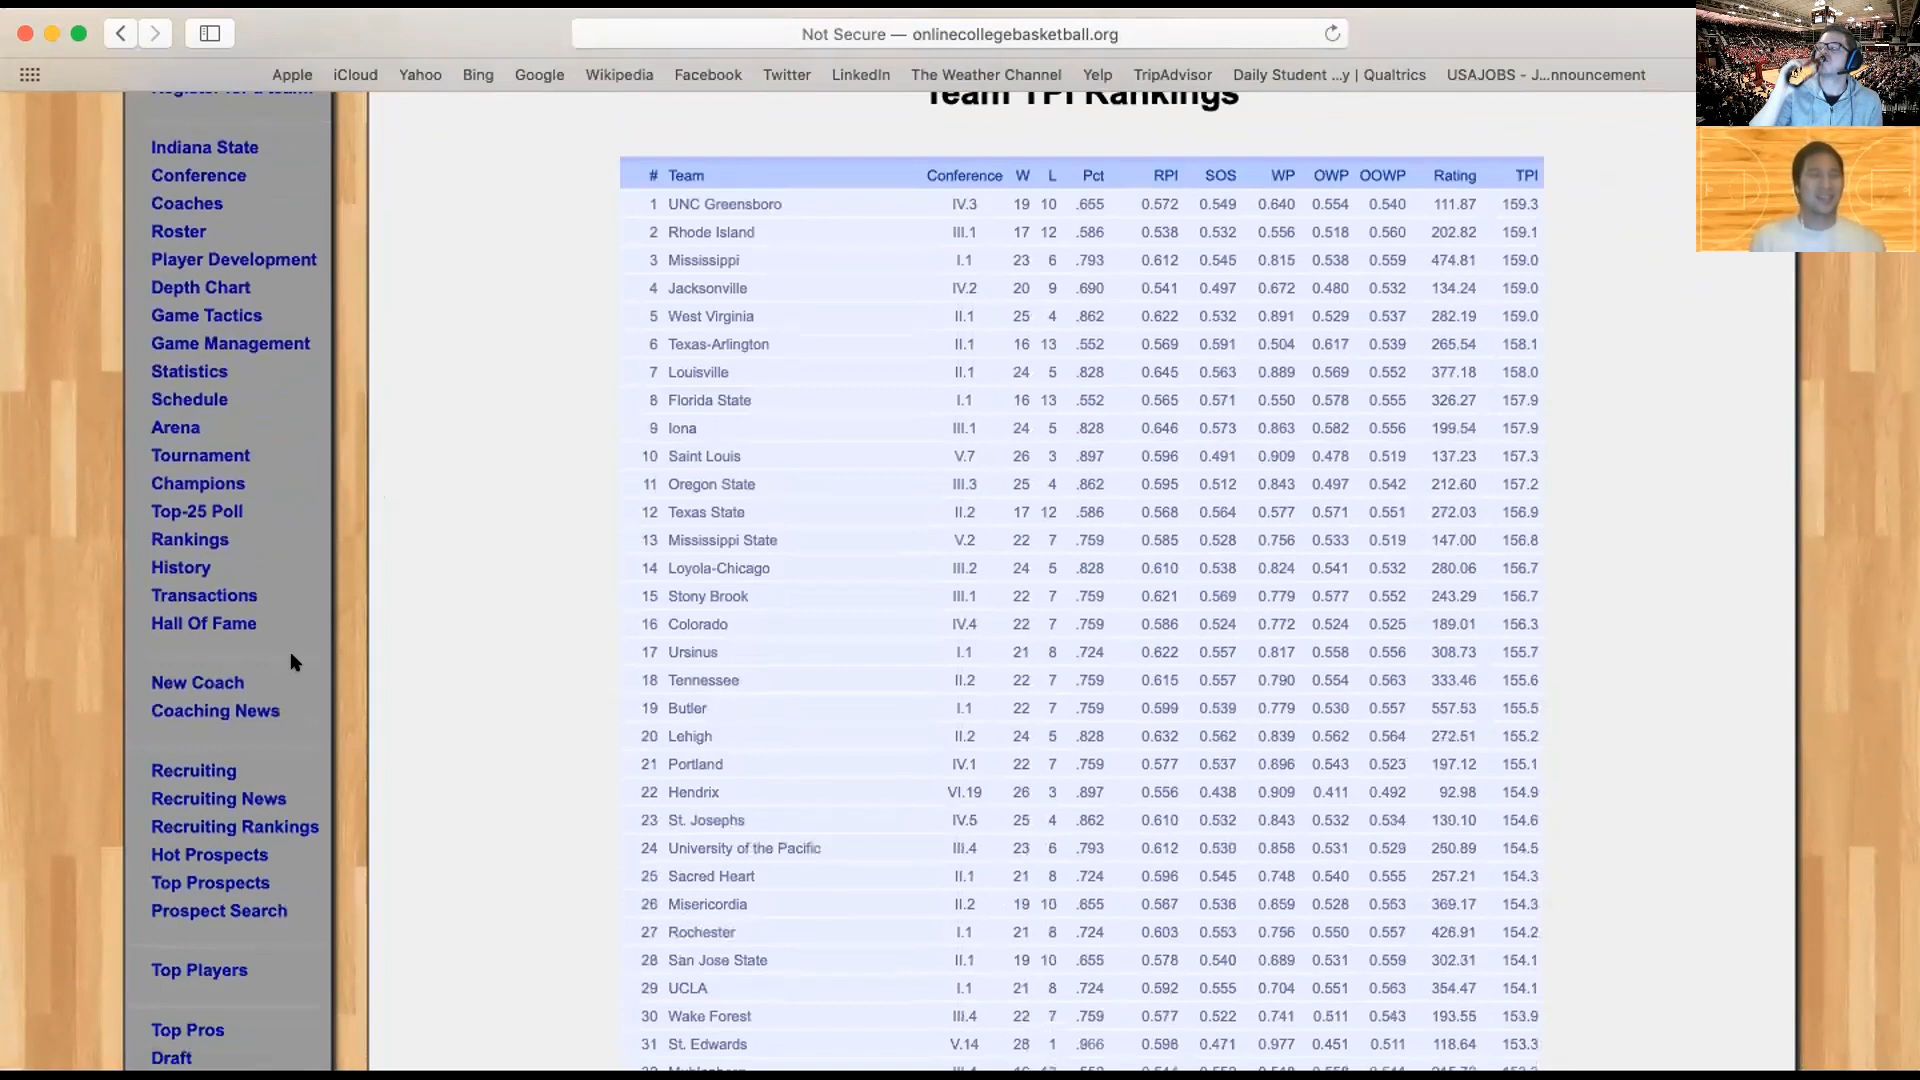 Not Secure — onlinecollegebasketball.org
Apple iCloud Yahoo Bing Google Wikipedia Facebook Twitter LinkedIn The Weather Channel Yelp TripAdvisor Daily Student ...y | Qualtrics USAJOBS - J...nnouncement
Register for a team!
Indiana State
Conference
Coaches
Roster
Player Development
Depth Chart
Game Tactics
Game Management
Statistics
Schedule
Arena
Tournament
Champions
Top-25 Poll
Rankings
History
Transactions
Hall Of Fame
New Coach
Coaching News
Recruiting
Recruiting News
Recruiting Rankings
Hot Prospects
Top Prospects
Prospect Search
Top Players
Top Pros
Draft
Team TPI Rankings
# Team Conference W L Pct RPI SOS WP OWP OOWP Rating TPI
1 UNC Greensboro IV.3 19 10 .655 0.572 0.549 0.640 0.554 0.540 111.87 159.3
2 Rhode Island III.1 17 12 .586 0.538 0.532 0.556 0.518 0.560 202.82 159.1
3 Mississippi I.1 23 6 .793 0.612 0.545 0.815 0.538 0.559 474.81 159.0
4 Jacksonville IV.2 20 9 .690 0.541 0.497 0.672 0.480 0.532 134.24 159.0
5 West Virginia II.1 25 4 .862 0.622 0.532 0.891 0.529 0.537 282.19 159.0
6 Texas-Arlington II.1 16 13 .552 0.569 0.591 0.504 0.617 0.539 265.54 158.1
7 Louisville II.1 24 5 .828 0.645 0.563 0.889 0.569 0.552 377.18 158.0
8 Florida State I.1 16 13 .552 0.565 0.571 0.550 0.578 0.555 326.27 157.9
9 Iona III.1 24 5 .828 0.646 0.573 0.863 0.582 0.556 199.54 157.9
10 Saint Louis V.7 26 3 .897 0.596 0.491 0.909 0.478 0.519 137.23 157.3
11 Oregon State III.3 25 4 .862 0.595 0.512 0.843 0.497 0.542 212.60 157.2
12 Texas State II.2 17 12 .586 0.568 0.564 0.577 0.571 0.551 272.03 156.9
13 Mississippi State V.2 22 7 .759 0.585 0.528 0.756 0.533 0.519 147.00 156.8
14 Loyola-Chicago III.2 24 5 .828 0.610 0.538 0.824 0.541 0.532 280.06 156.7
15 Stony Brook III.1 22 7 .759 0.621 0.569 0.779 0.577 0.552 243.29 156.7
16 Colorado IV.4 22 7 .759 0.586 0.524 0.772 0.524 0.525 189.01 156.3
17 Ursinus I.1 21 8 .724 0.622 0.557 0.817 0.558 0.556 308.73 155.7
18 Tennessee II.2 22 7 .759 0.615 0.557 0.790 0.554 0.563 333.46 155.6
19 Butler I.1 22 7 .759 0.599 0.539 0.779 0.530 0.557 557.53 155.5
20 Lehigh II.2 24 5 .828 0.632 0.562 0.839 0.562 0.564 272.51 155.2
21 Portland IV.1 22 7 .759 0.577 0.537 0.696 0.543 0.523 197.12 155.1
22 Hendrix VI.19 26 3 .897 0.556 0.438 0.909 0.411 0.492 92.98 154.9
23 St. Josephs IV.5 25 4 .862 0.610 0.532 0.843 0.532 0.534 130.10 154.6
24 University of the Pacific III.4 23 6 .793 0.612 0.530 0.858 0.531 0.529 250.89 154.5
25 Sacred Heart II.1 21 8 .724 0.596 0.545 0.748 0.540 0.555 257.21 154.3
26 Misericordia II.2 19 10 .655 0.567 0.536 0.659 0.528 0.553 369.17 154.3
27 Rochester I.1 21 8 .724 0.603 0.553 0.756 0.550 0.557 426.91 154.2
28 San Jose State II.1 19 10 .655 0.578 0.540 0.689 0.531 0.559 302.31 154.1
29 UCLA I.1 21 8 .724 0.592 0.555 0.704 0.551 0.563 354.47 154.1
30 Wake Forest III.4 22 7 .759 0.577 0.522 0.741 0.511 0.543 193.55 153.9
31 St. Edwards V.14 28 1 .966 0.598 0.471 0.977 0.451 0.511 118.64 153.3